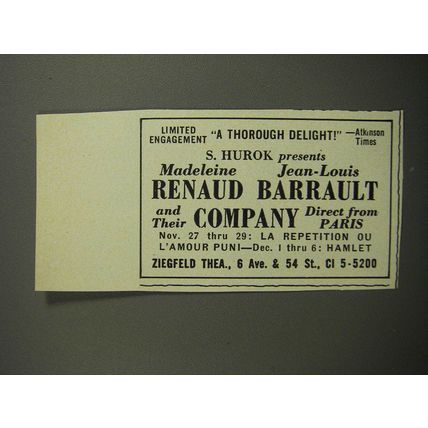 LIMITED ENGAGEMENT "A THOROUGH DELIGHT!" —Atkinson Times
S. HUROK presents
Madeleine Jean-Louis
RENAUD BARRAULT
and Their COMPANY Direct from PARIS
Nov. 27 thru 29: LA REPETITION OU
L'AMOUR PUNI—Dec. 1 thru 6: HAMLET
ZIEGFELD THEA., 6 Ave. & 54 St., CI 5-5200